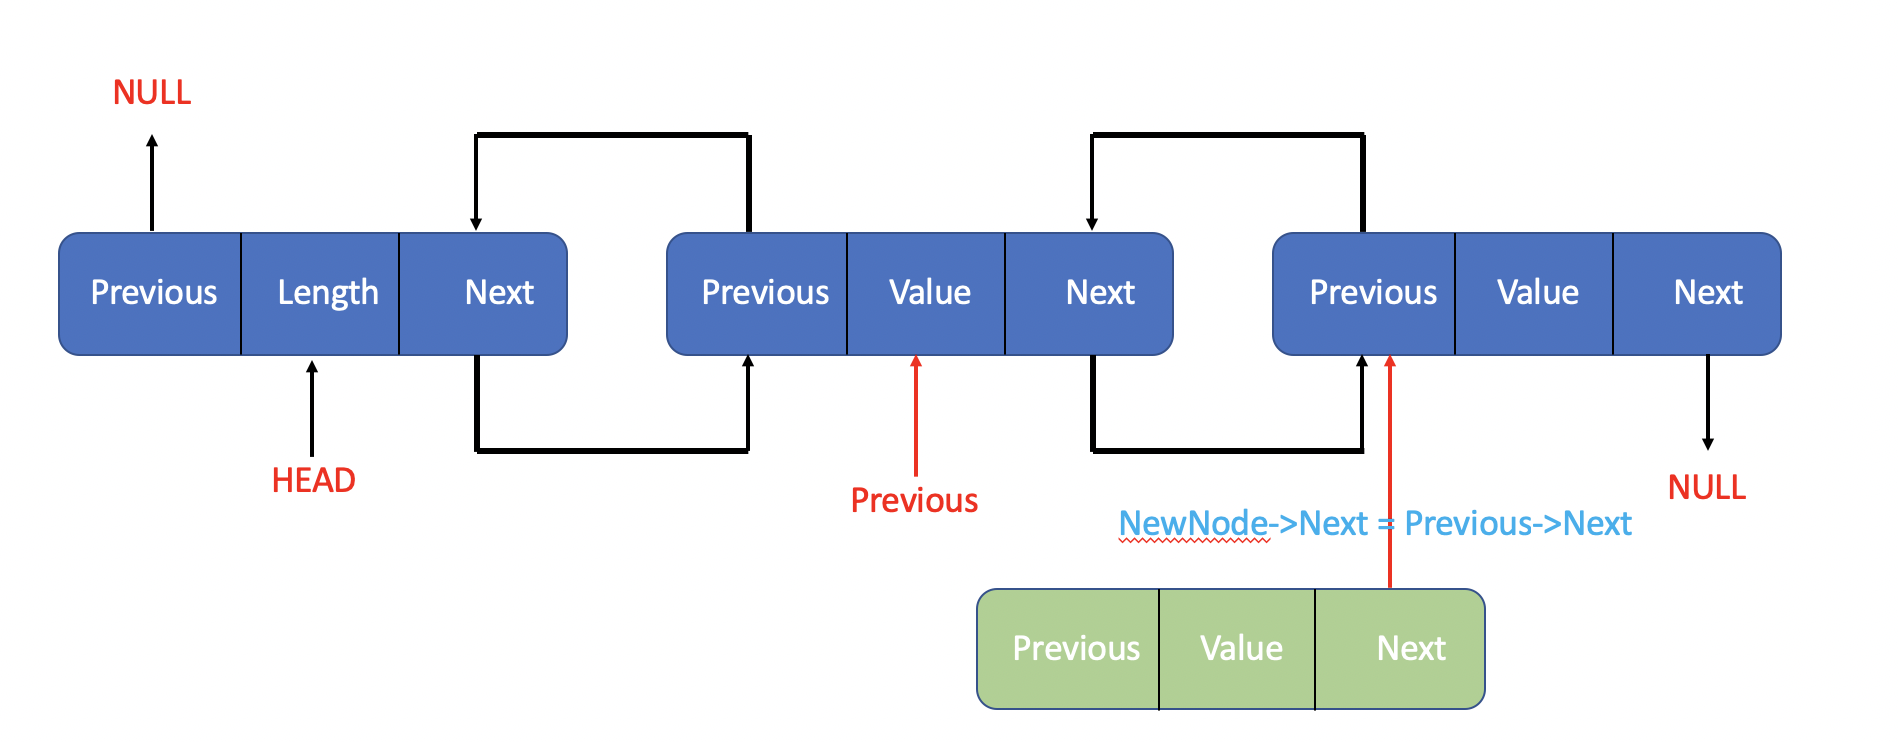 NULL
Previous Length Next
Previous Value Next
Previous Value Next
HEAD
Previous
NULL
NewNode->Next = Previous->Next
Previous Value Next